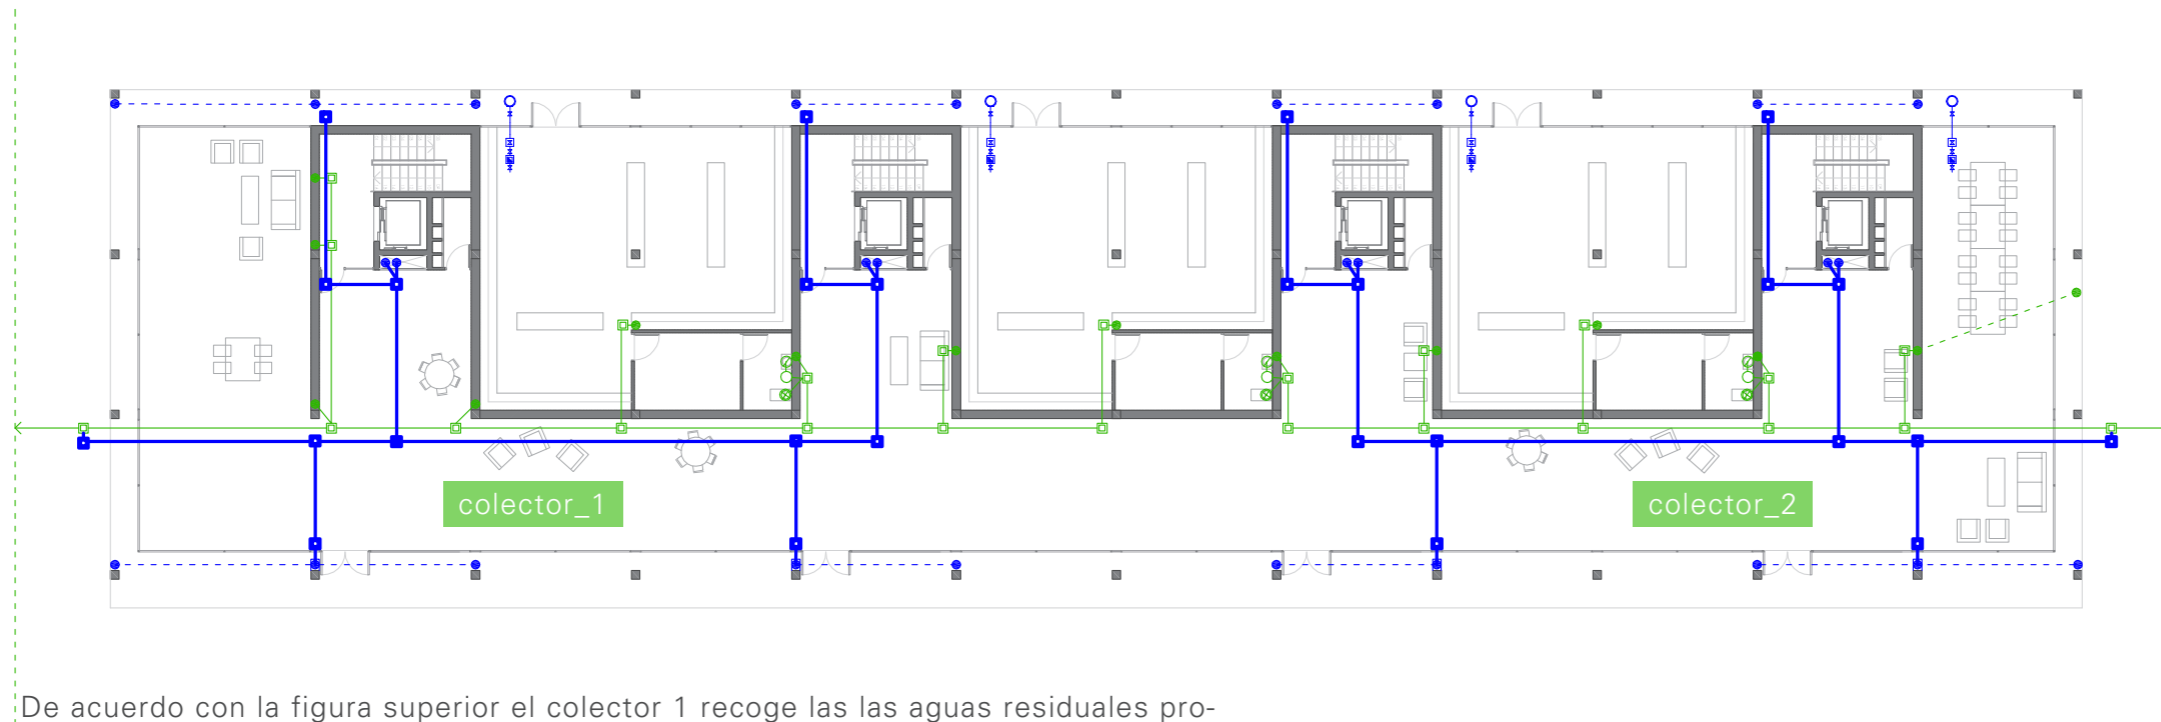 colector_1
colector_2
De acuerdo con la figura superior el colector 1 recoge las las aguas residuales pro-